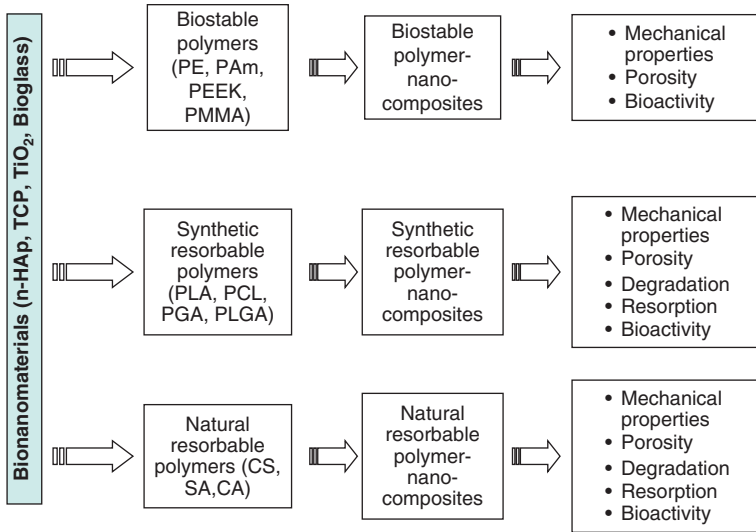 Bionanomaterials (n-HAp, TCP, TiO₂, Bioglass)
Biostable
polymers
(PE, PAm,
PEEK,
PMMA)
Biostable
polymer-
nano-
composites
• Mechanical
properties
• Porosity
• Bioactivity
Synthetic
resorbable
polymers
(PLA, PCL,
PGA, PLGA)
Synthetic
resorbable
polymer-
nano-
composites
• Mechanical
properties
• Porosity
• Degradation
• Resorption
• Bioactivity
Natural
resorbable
polymers (CS,
SA,CA)
Natural
resorbable
polymer-
nano-
composites
• Mechanical
properties
• Porosity
• Degradation
• Resorption
• Bioactivity